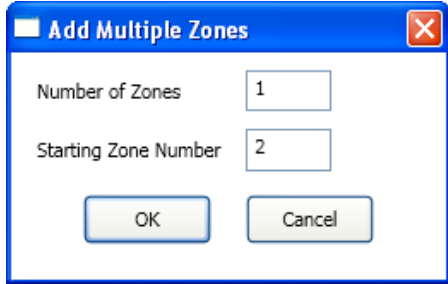 Add Multiple Zones
Number of Zones 1
Starting Zone Number 2
OK Cancel